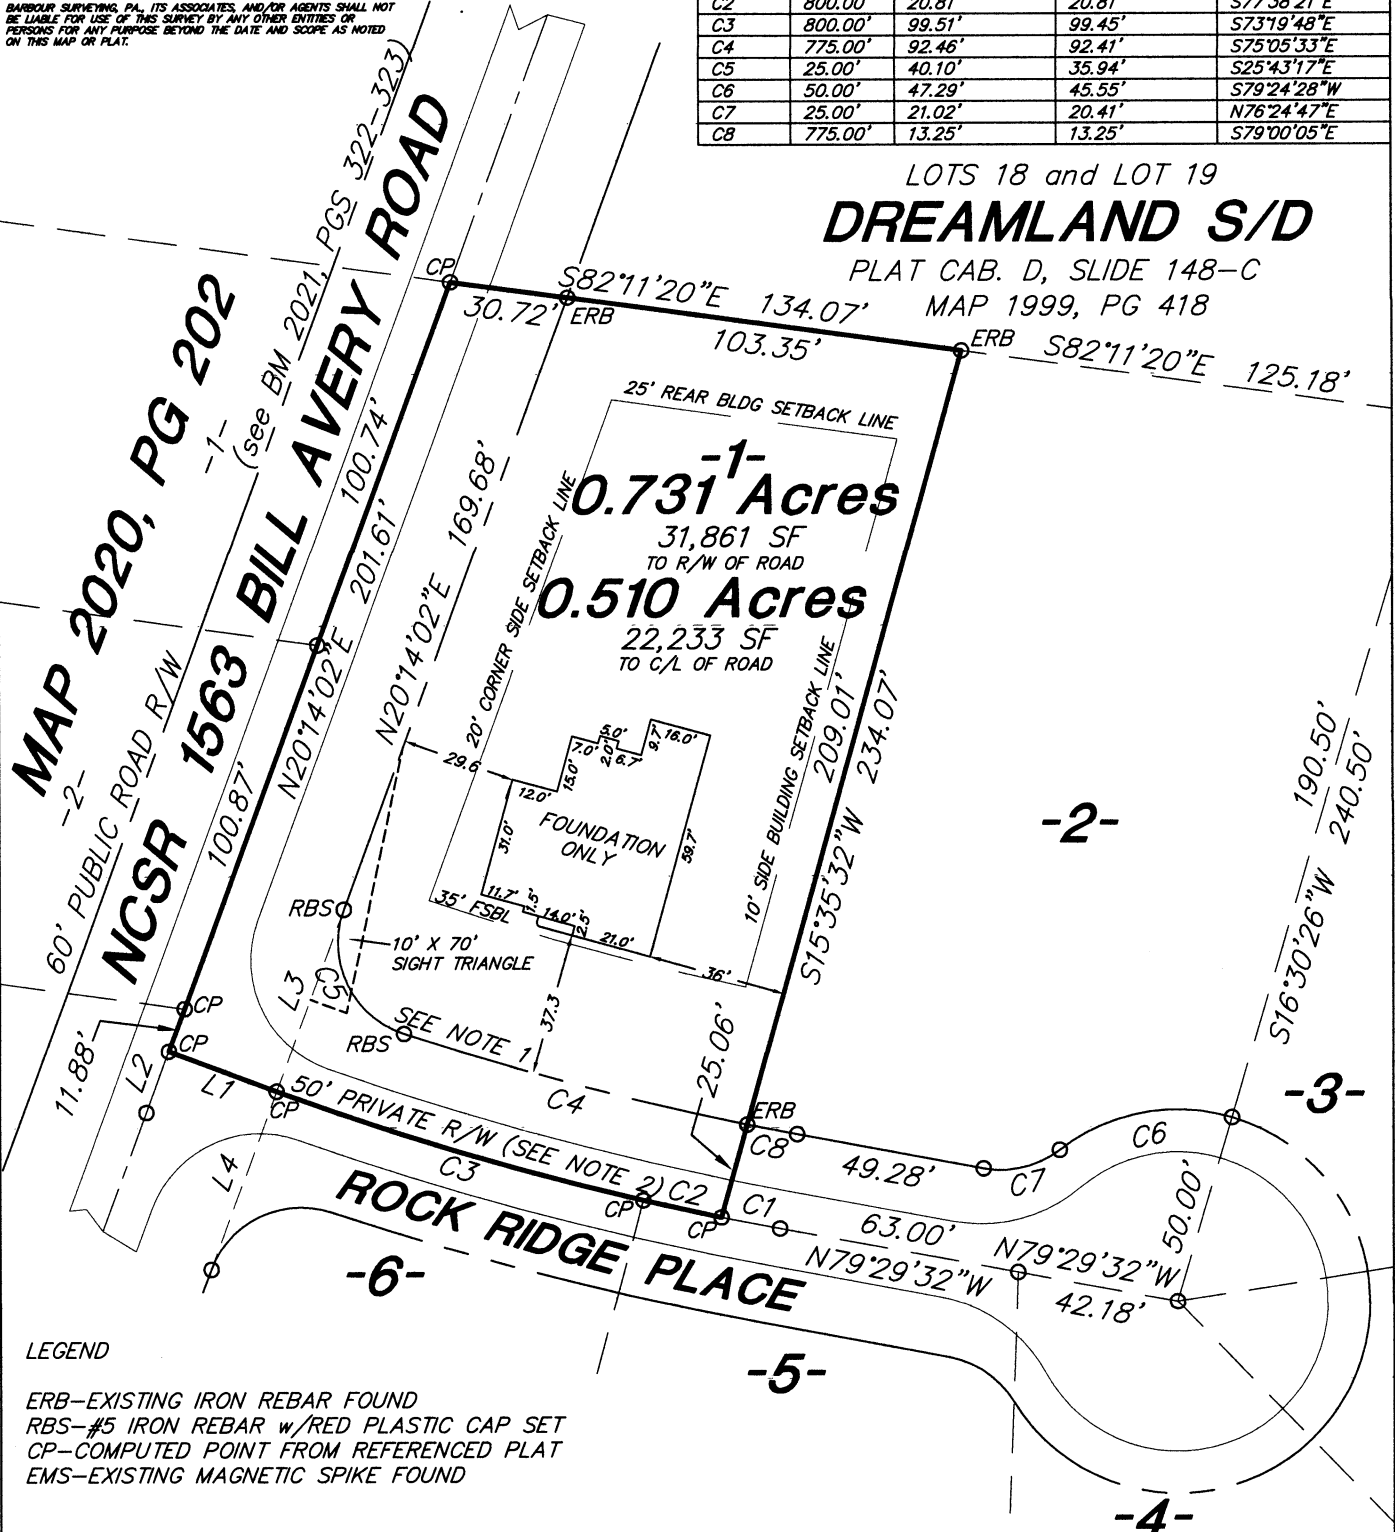 BARBOUR SURVEYING, PA., ITS ASSOCIATES, AND/OR AGENTS SHALL NOT
BE LIABLE FOR USE OF THIS SURVEY BY ANY OTHER ENTITIES OR
PERSONS FOR ANY PURPOSE BEYOND THE DATE AND SCOPE AS NOTED
ON THIS MAP OR PLAT.
C2 800.00' 20.81' 20.81' S77°38'21"E
C3 800.00' 99.51' 99.45' S73°19'48"E
C4 775.00' 92.46' 92.41' S75°05'33"E
C5 25.00' 40.10' 35.94' S25°43'17"E
C6 50.00' 47.29' 45.55' S79°24'28"W
C7 25.00' 21.02' 20.41' N76°24'47"E
C8 775.00' 13.25' 13.25' S79°00'05"E
LOTS 18 and LOT 19
DREAMLAND S/D
PLAT CAB. D, SLIDE 148-C
MAP 1999, PG 418
CP
S82°11'20"E 134.07'
30.72' ERB
103.35'
ERB
S82°11'20"E 125.18'
MAP 2020, PG 202
-1-
(see BM 2021, PGS 322-323)
NCSR 1563 BILL AVERY ROAD
60' PUBLIC ROAD R/W
-2-
100.74'
201.61'
N20°14'02"E
100.87'
169.68'
N20°14'02"E
25' REAR BLDG SETBACK LINE
20' CORNER SIDE SETBACK LINE
-1-
0.731 Acres
31,861 SF
TO R/W OF ROAD
0.510 Acres
22,233 SF
TO C/L OF ROAD
10' SIDE BUILDING SETBACK LINE
209.01'
234.07'
S15°35'32"W
29.6
12.0'
15.0'
7.0'
5.0'
2.0'
6.7'
9.7'
16.0'
31.0'
FOUNDATION
ONLY
59.7'
11.7'
1.5'
14.0'
2.5'
21.0'
35' FSBL
36'
37.3
-2-
190.50'
240.50'
S16°30'26"W
RBS
10' X 70'
SIGHT TRIANGLE
L3
C5
RBS
SEE NOTE 1
C4
25.06'
CP
CP
11.88'
L2
L1
CP
50' PRIVATE R/W (SEE NOTE 2)
C3
C2
CP
CP
C1
ERB
C8
49.28'
C7
C6
-3-
L4
ROCK RIDGE PLACE
63.00'
N79°29'32"W
N79°29'32"W
42.18'
50.00'
-6-
-5-
-4-
LEGEND
ERB-EXISTING IRON REBAR FOUND
RBS-#5 IRON REBAR w/RED PLASTIC CAP SET
CP-COMPUTED POINT FROM REFERENCED PLAT
EMS-EXISTING MAGNETIC SPIKE FOUND